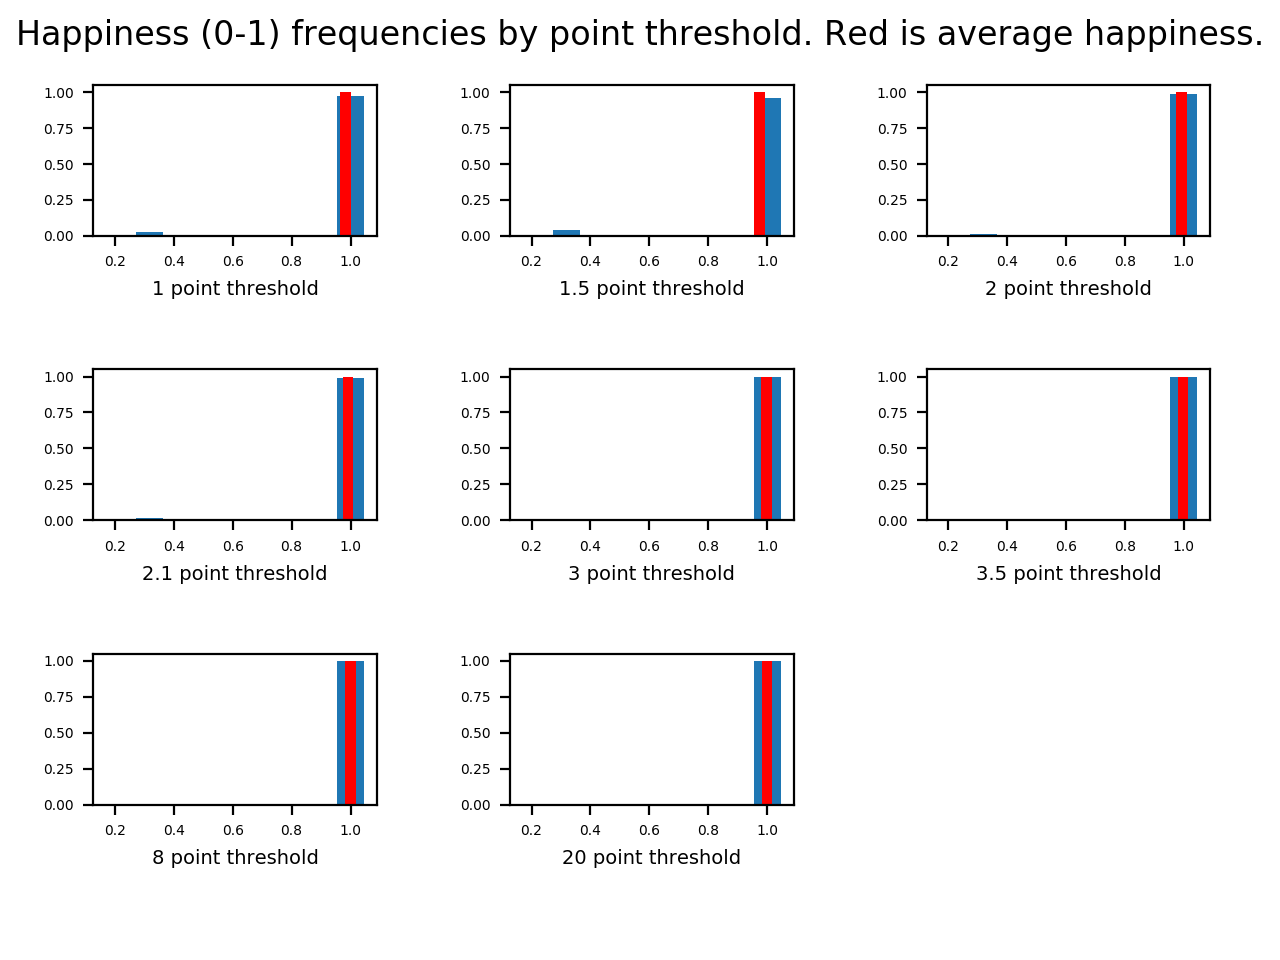 Happiness (0-1) frequencies by point threshold. Red is average happiness.
1.00 1.00 1.00
0.75 0.75 0.75
0.50 0.50 0.50
0.25 0.25 0.25
0.00 0.00 0.00
0.2 0.4 0.6 0.8 1.0 0.2 0.4 0.6 0.8 1.0 0.2 0.4 0.6 0.8 1.0
1 point threshold 1.5 point threshold 2 point threshold
1.00 1.00 1.00
0.75 0.75 0.75
0.50 0.50 0.50
0.25 0.25 0.25
0.00 0.00 0.00
0.2 0.4 0.6 0.8 1.0 0.2 0.4 0.6 0.8 1.0 0.2 0.4 0.6 0.8 1.0
2.1 point threshold 3 point threshold 3.5 point threshold
1.00 1.00
0.75 0.75
0.50 0.50
0.25 0.25
0.00 0.00
0.2 0.4 0.6 0.8 1.0 0.2 0.4 0.6 0.8 1.0
8 point threshold 20 point threshold